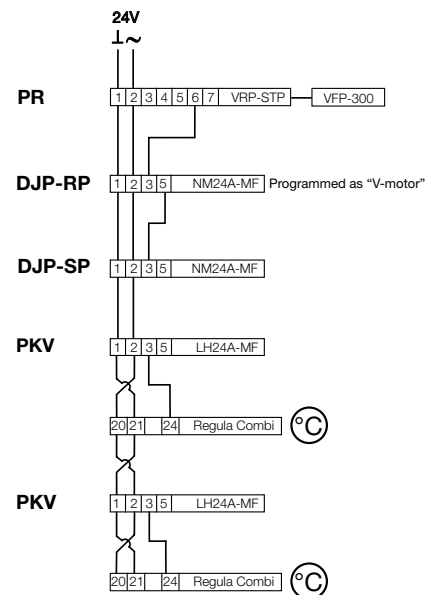 24V
⊥ ~
PR 1 2 3 4 5 6 7 VRP-STP VFP-300
DJP-RP 1 2 3 5 NM24A-MF Programmed as “V-motor”
DJP-SP 1 2 3 5 NM24A-MF
PKV 1 2 3 5 LH24A-MF
20 21 24 Regula Combi °C
PKV 1 2 3 5 LH24A-MF
20 21 24 Regula Combi °C